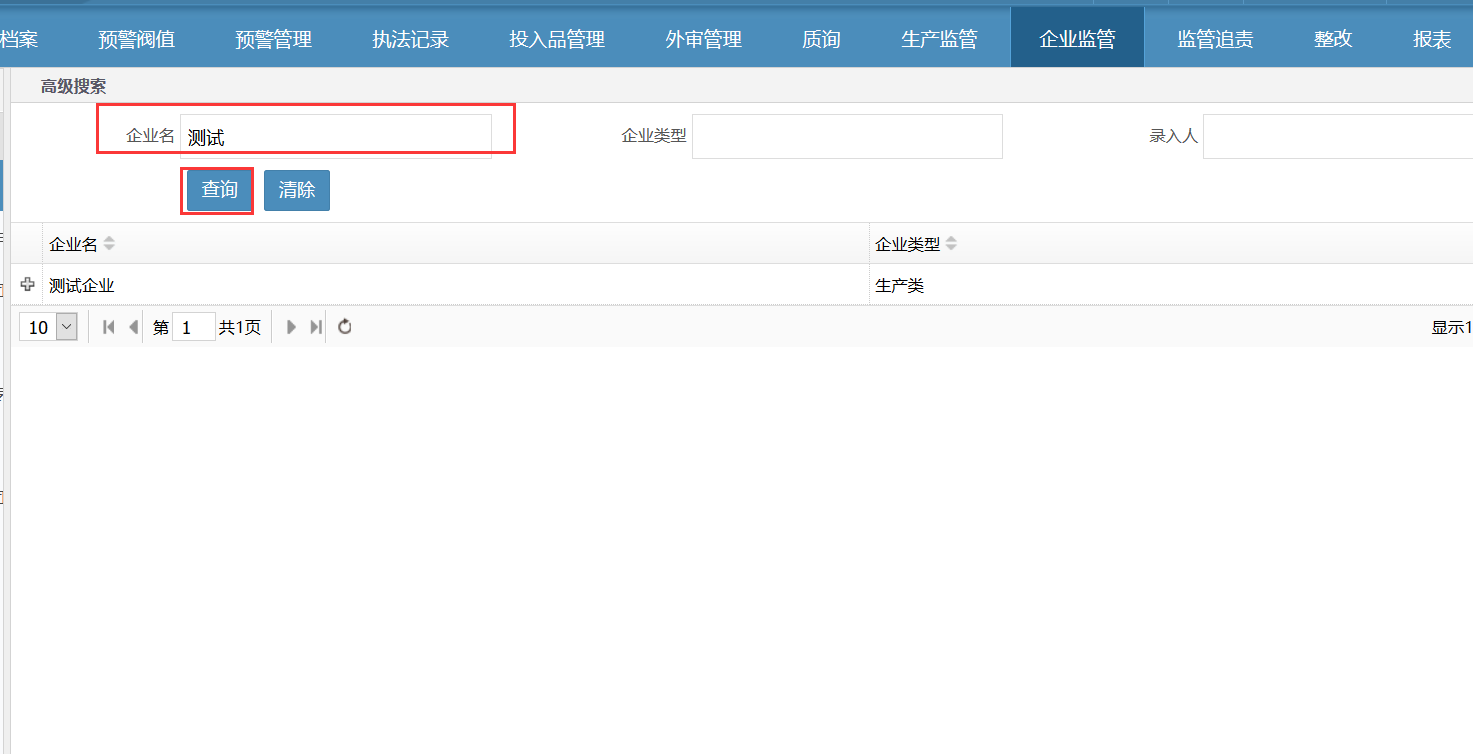 档案 预警阀值 预警管理 执法记录 投入品管理 外审管理 质询 生产监管 企业监管 监管追责 整改 报表
高级搜索
企业名 测试 企业类型 录入人
查询 清除
企业名 企业类型
测试企业 生产类
10 第 1 共1页 显示1